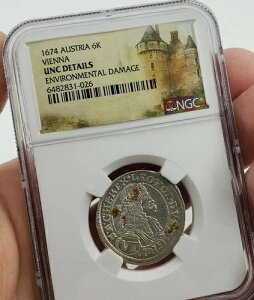 1674 AUSTRIA 6K
VIENNA
UNC DETAILS
ENVIRONMENTAL DAMAGE
6482831-026
NGC